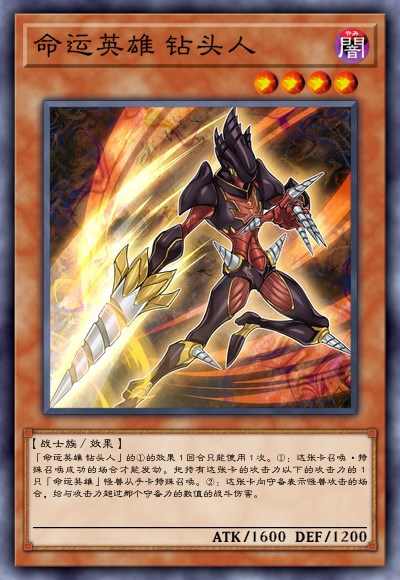 命运英雄 钻头人
闇
やみ
【战士族／效果】
「命运英雄 钻头人」的①的效果1回合只能使用1次。①：这张卡召唤·特
殊召唤成功的场合才能发动。把持有这张卡的攻击力以下的攻击力的1
只「命运英雄」怪兽从手卡特殊召唤。②：这张卡向守备表示怪兽攻击的场
合，给与攻击力超过那个守备力的数值的战斗伤害。
ATK/1600 DEF/1200